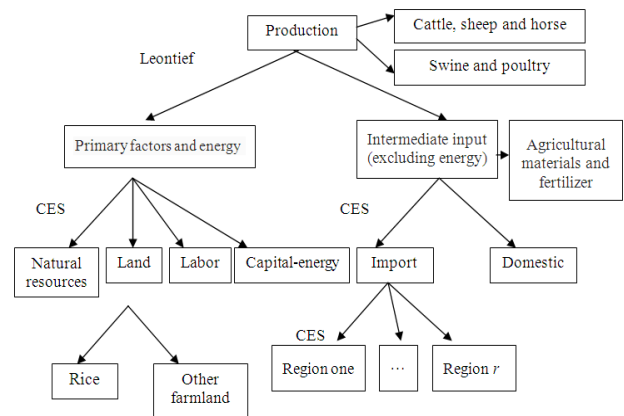 Production
Cattle, sheep and horse
Swine and poultry
Leontief
Primary factors and energy
Intermediate input
(excluding energy)
Agricultural
materials and
fertilizer
CES
CES
Natural
resources
Land
Labor
Capital-energy
Import
Domestic
CES
Rice
Other
farmland
Region one
...
Region r